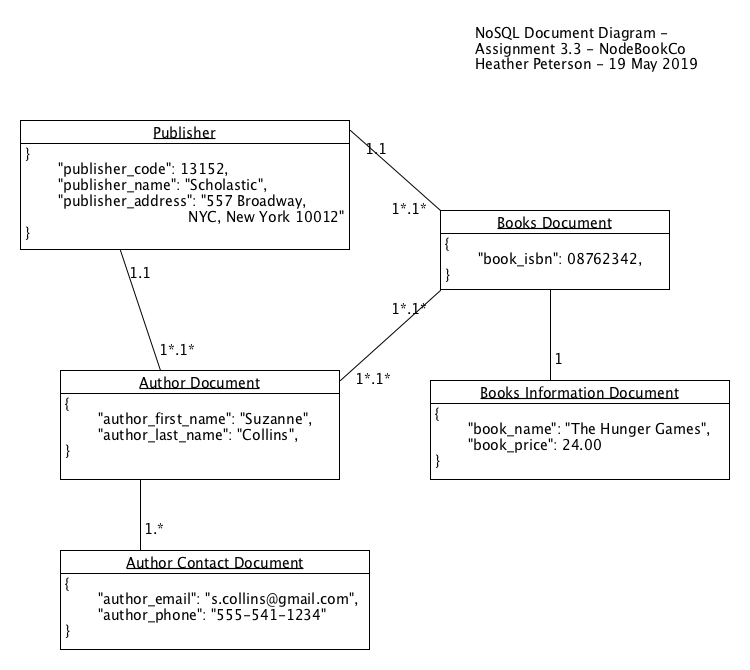 NoSQL Document Diagram -
Assignment 3.3 - NodeBookCo
Heather Peterson - 19 May 2019
Publisher
}
"publisher_code": 13152,
"publisher_name": "Scholastic",
"publisher_address": "557 Broadway,
NYC, New York 10012"
}
1.1
1*.1*
Books Document
{
"book_isbn": 08762342,
}
1.1
1*.1*
1*.1*
1*.1*
1
Author Document
{
"author_first_name": "Suzanne",
"author_last_name": "Collins",
}
Books Information Document
{
"book_name": "The Hunger Games",
"book_price": 24.00
}
1.*
Author Contact Document
{
"author_email": "s.collins@gmail.com",
"author_phone": "555-541-1234"
}